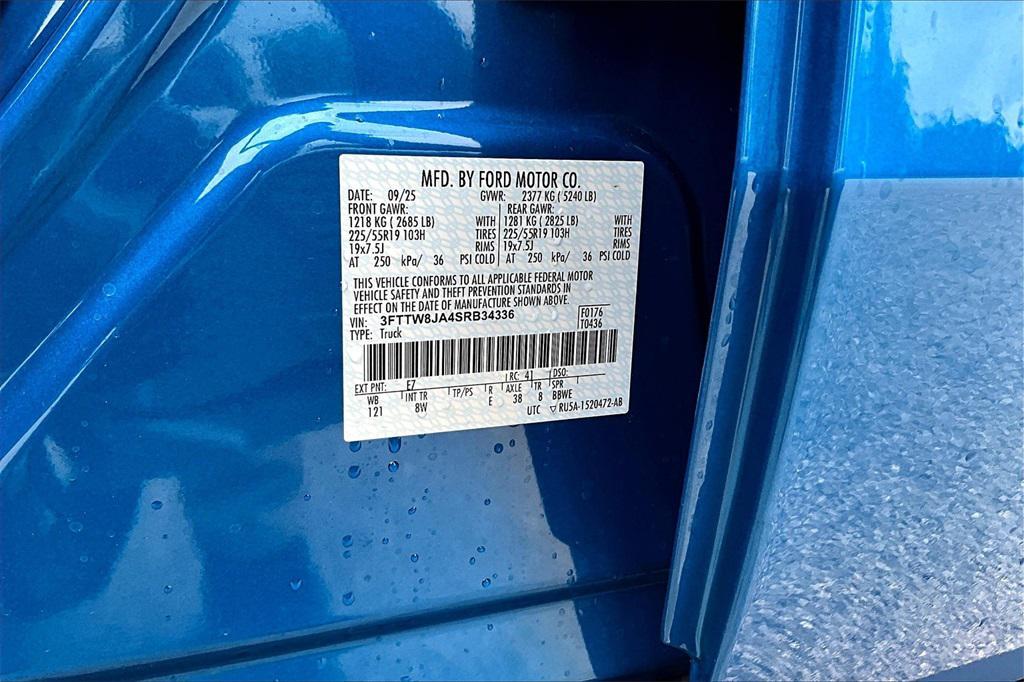 MFD. BY FORD MOTOR CO.
DATE: 09/25 GVWR: 2377 KG ( 5240 LB)
FRONT GAWR: REAR GAWR:
1218 KG ( 2685 LB) WITH 1281 KG ( 2825 LB) WITH
225/55R19 103H TIRES 225/55R19 103H TIRES
19x7.5J RIMS 19x7.5J RIMS
AT 250 kPa/ 36 PSI COLD AT 250 kPa/ 36 PSI COLD
THIS VEHICLE CONFORMS TO ALL APPLICABLE FEDERAL MOTOR
VEHICLE SAFETY AND THEFT PREVENTION STANDARDS IN
EFFECT ON THE DATE OF MANUFACTURE SHOWN ABOVE.
VIN: 3FTTW8JA4SRB34336 F0176
TYPE: Truck T0436
EXT PNT: E7 RC: 41 DSO:
WB INT TR TP/PS R AXLE TR SPR
121 8W E 38 8 BBWE
UTC RU5A-1520472-AB